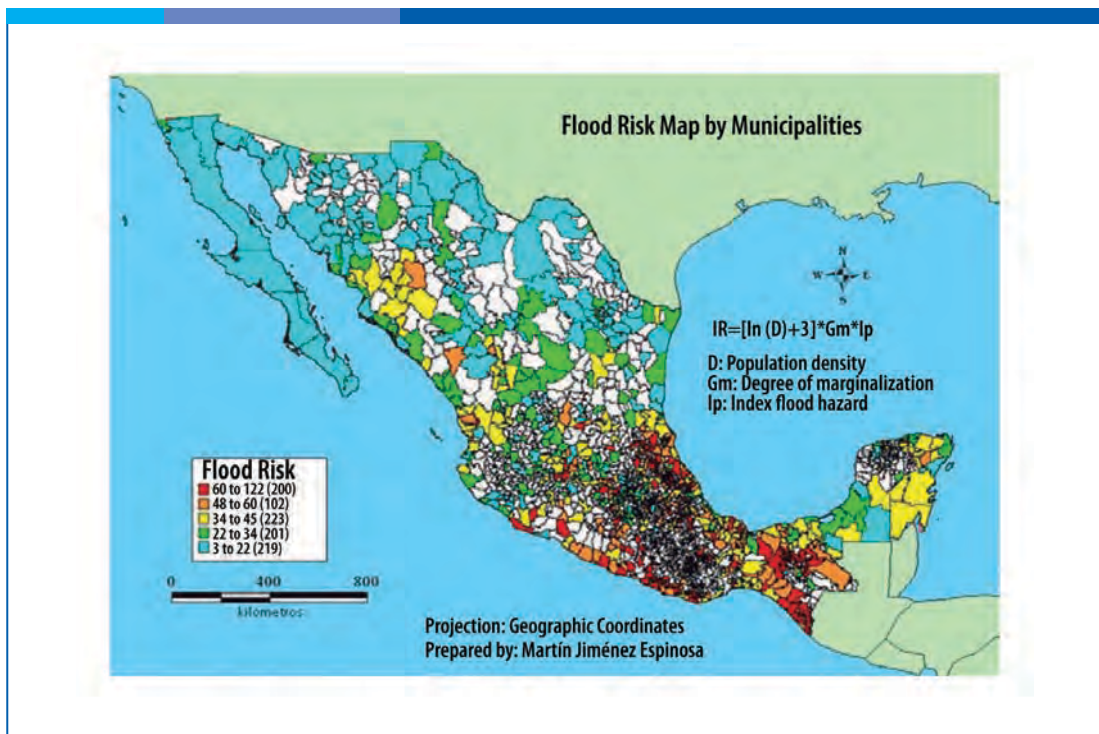 Flood Risk Map by Municipalities
N
W E
S
IR=[ln (D)+3]*Gm*Ip
D: Population density
Gm: Degree of marginalization
Ip: Index flood hazard
Flood Risk
60 to 122 (200)
48 to 60 (102)
34 to 45 (223)
22 to 34 (201)
3 to 22 (219)
0 400 800
kilometros
Projection: Geographic Coordinates
Prepared by: Martín Jiménez Espinosa